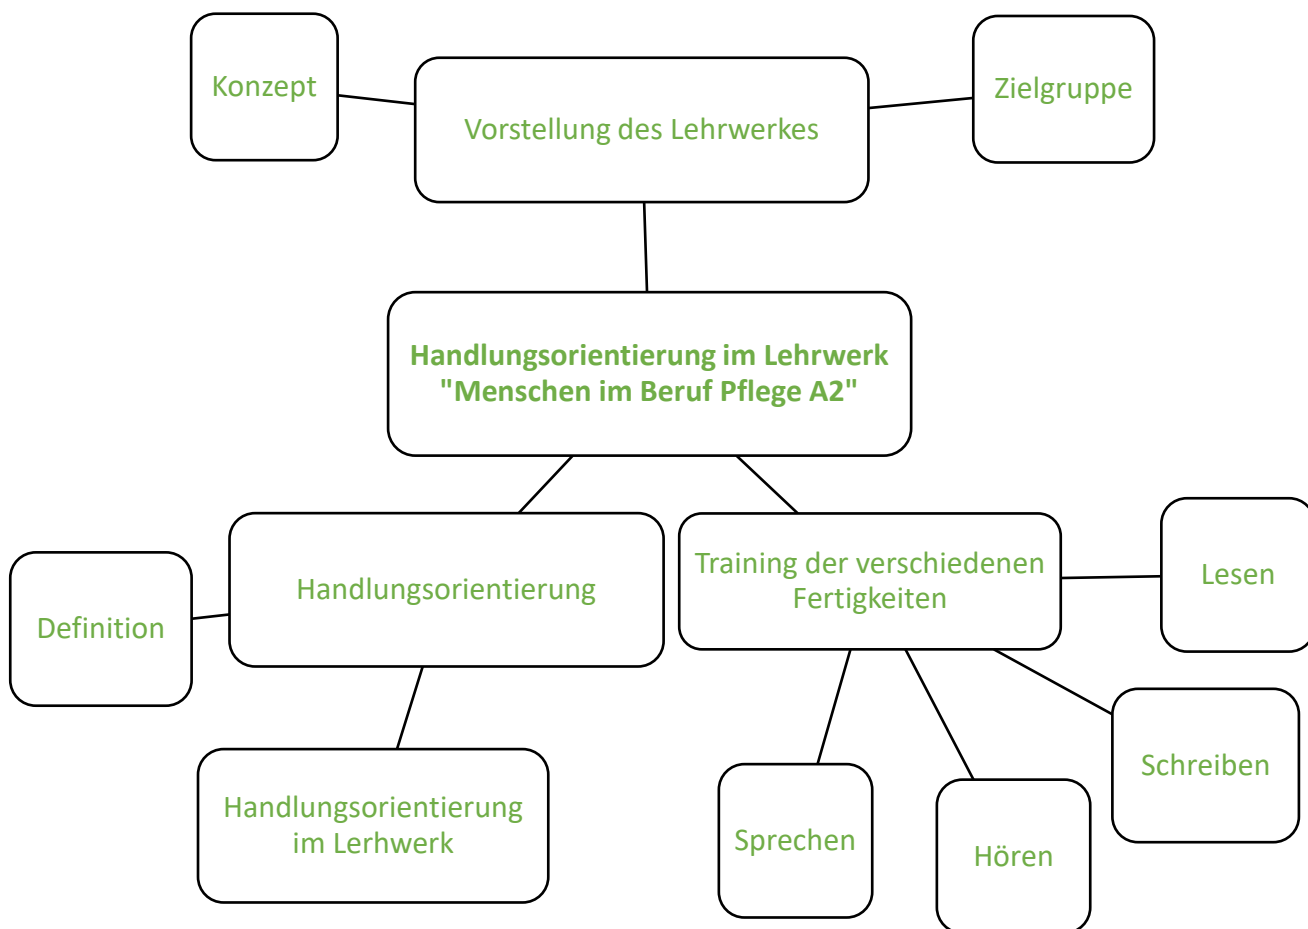 Konzept
Vorstellung des Lehrwerkes
Zielgruppe
Handlungsorientierung im Lehrwerk
"Menschen im Beruf Pflege A2"
Handlungsorientierung
Definition
Handlungsorientierung
im Lerhwerk
Training der verschiedenen
Fertigkeiten
Lesen
Schreiben
Hören
Sprechen